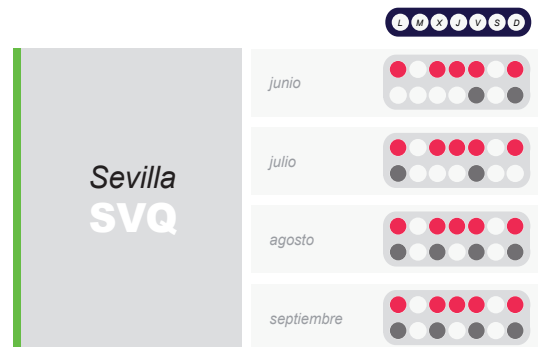 L M X J V S D
Sevilla
SVQ
junio
julio
agosto
septiembre